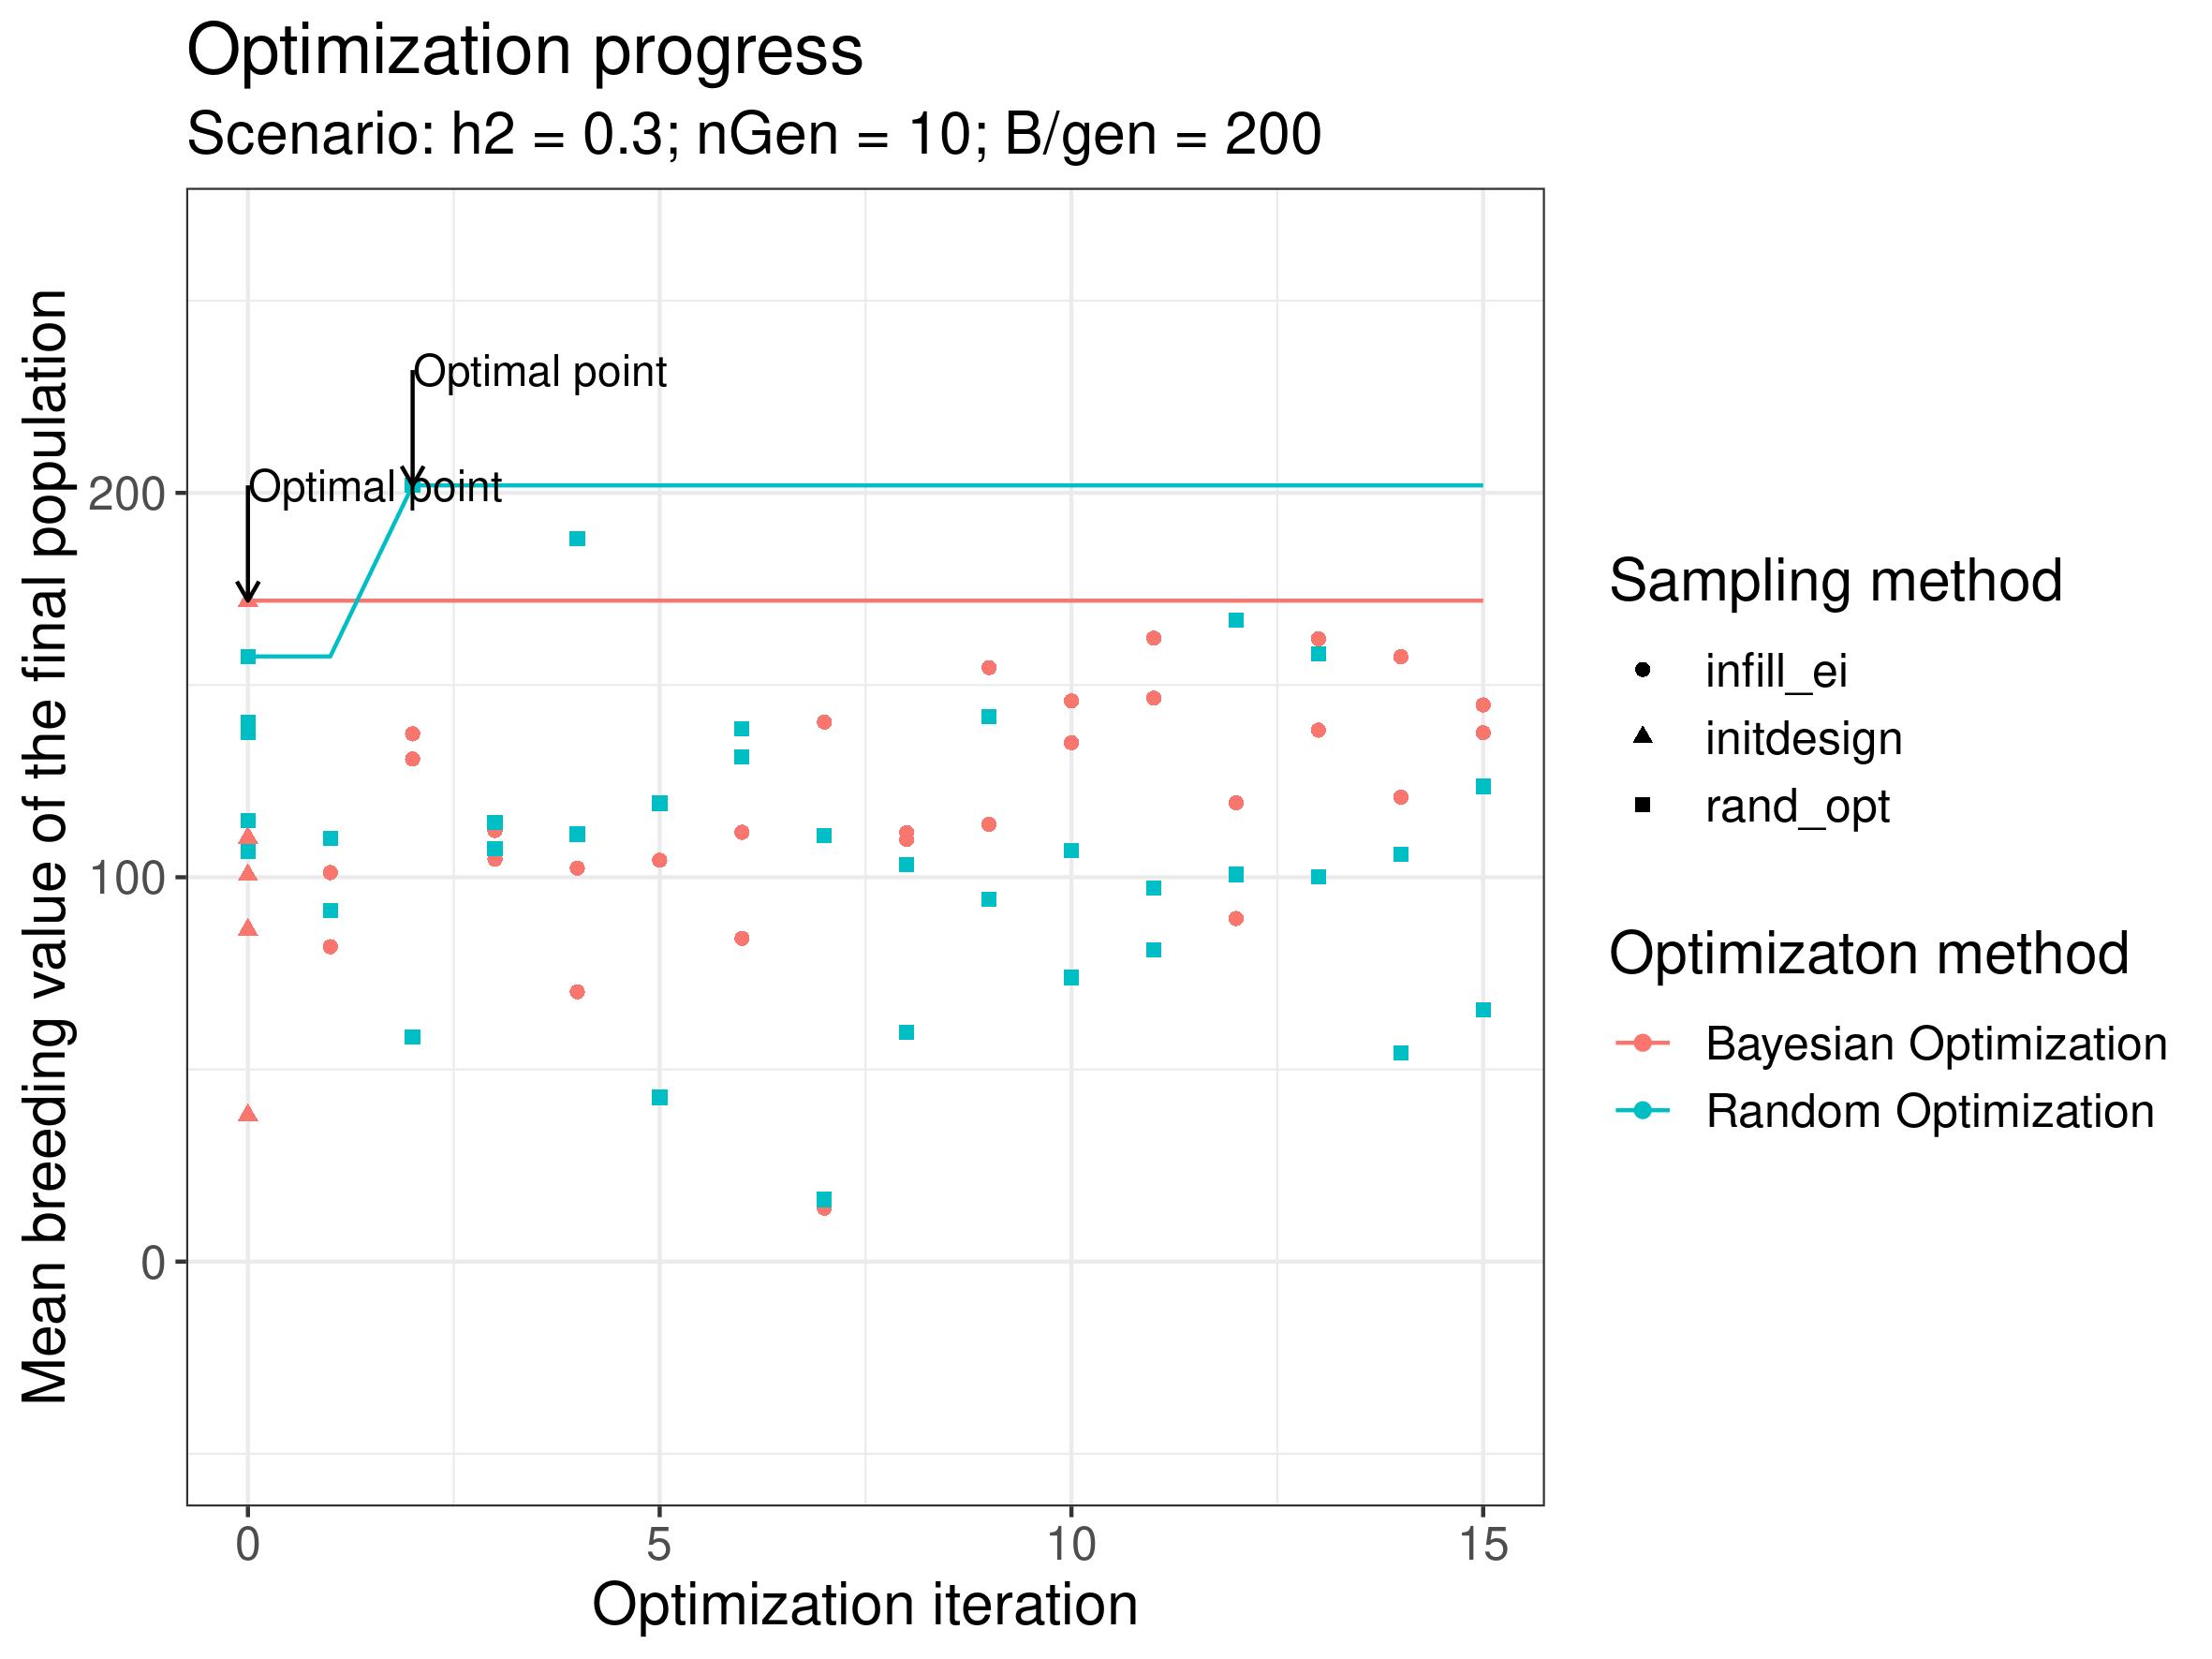 Optimization progress
Scenario: h2 = 0.3; nGen = 10; B/gen = 200
Mean breeding value of the final population
200
100
0
Optimal point
Optimal point
0
5
10
15
Optimization iteration
Sampling method
infill_ei
initdesign
rand_opt
Optimizaton method
Bayesian Optimization
Random Optimization